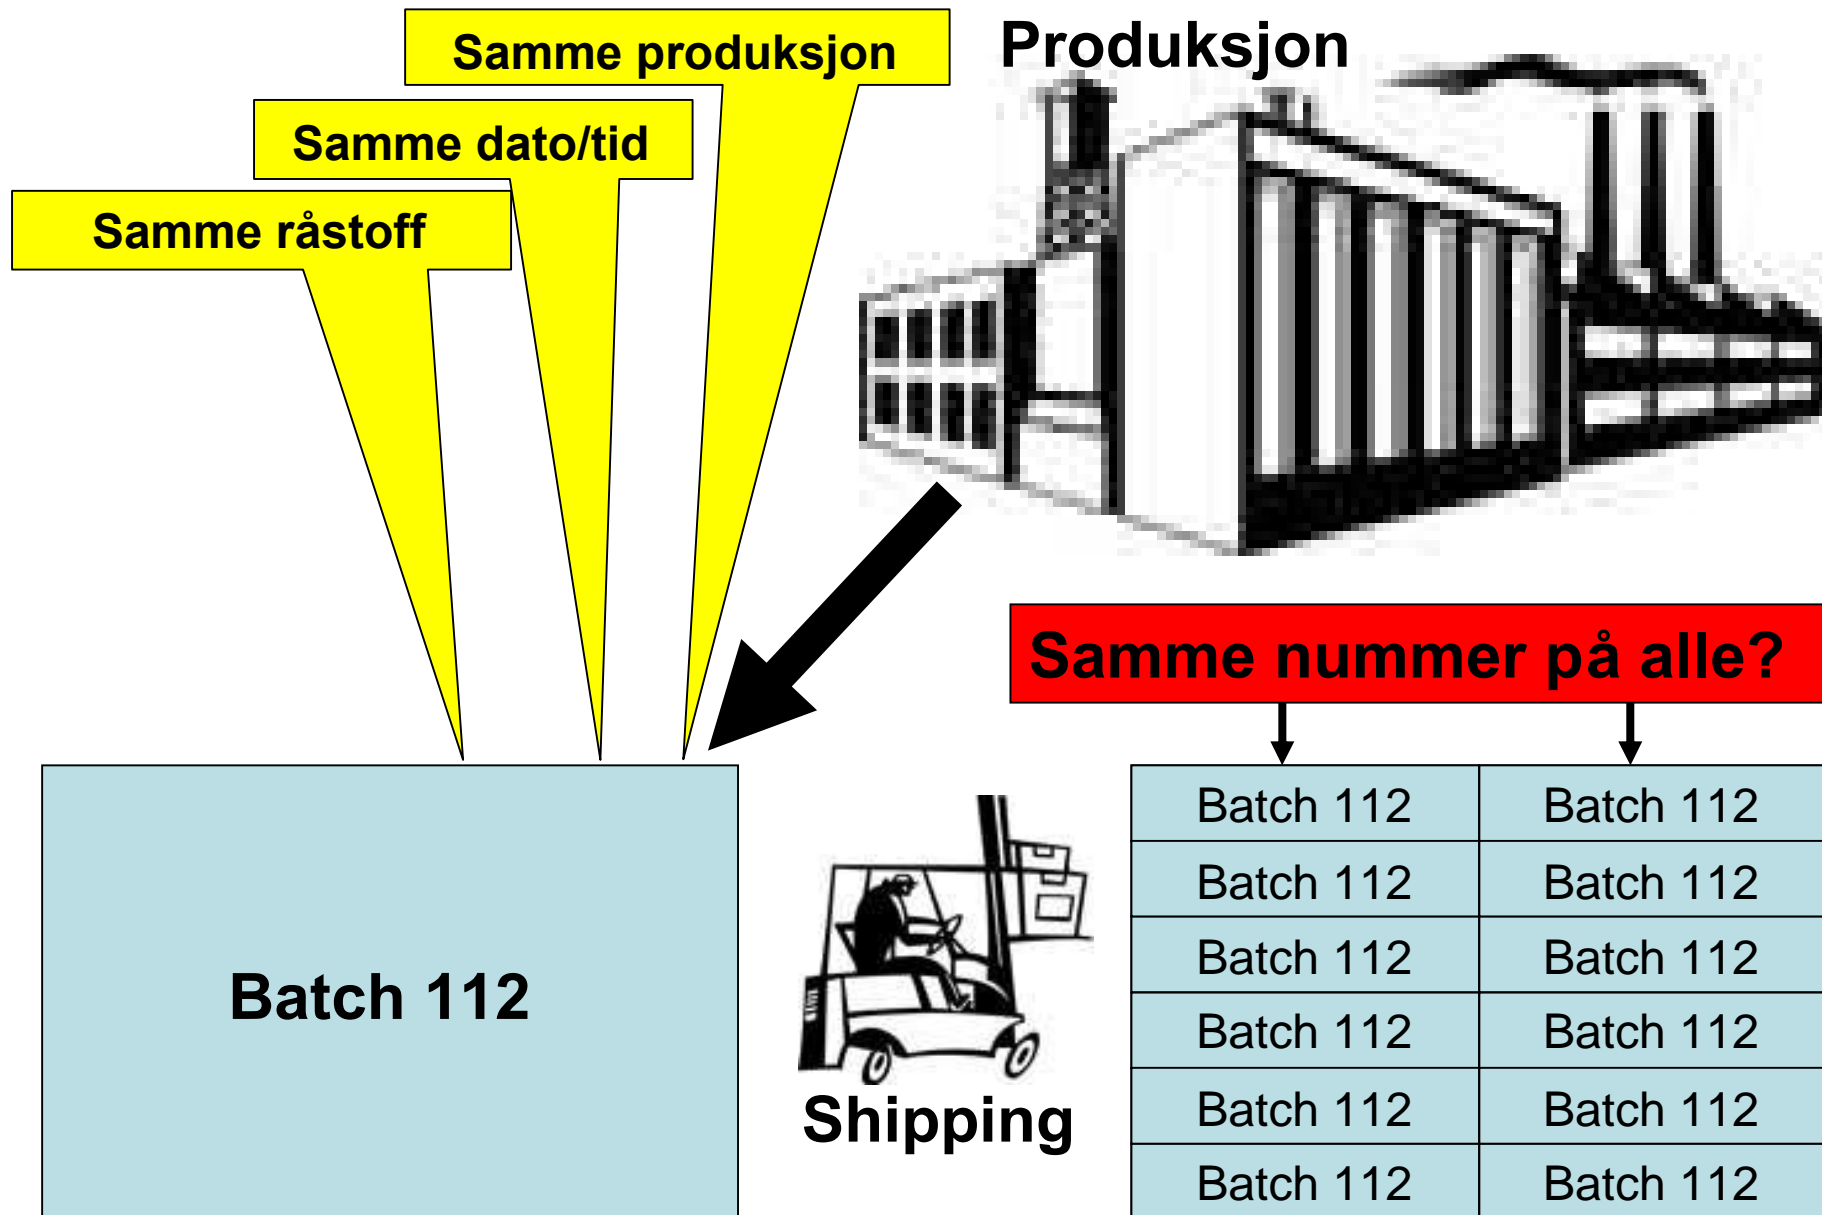 Samme produksjon
Produksjon
Samme dato/tid
Samme råstoff
Samme nummer på alle?
Batch 112
Shipping
Batch 112 Batch 112
Batch 112 Batch 112
Batch 112 Batch 112
Batch 112 Batch 112
Batch 112 Batch 112
Batch 112 Batch 112